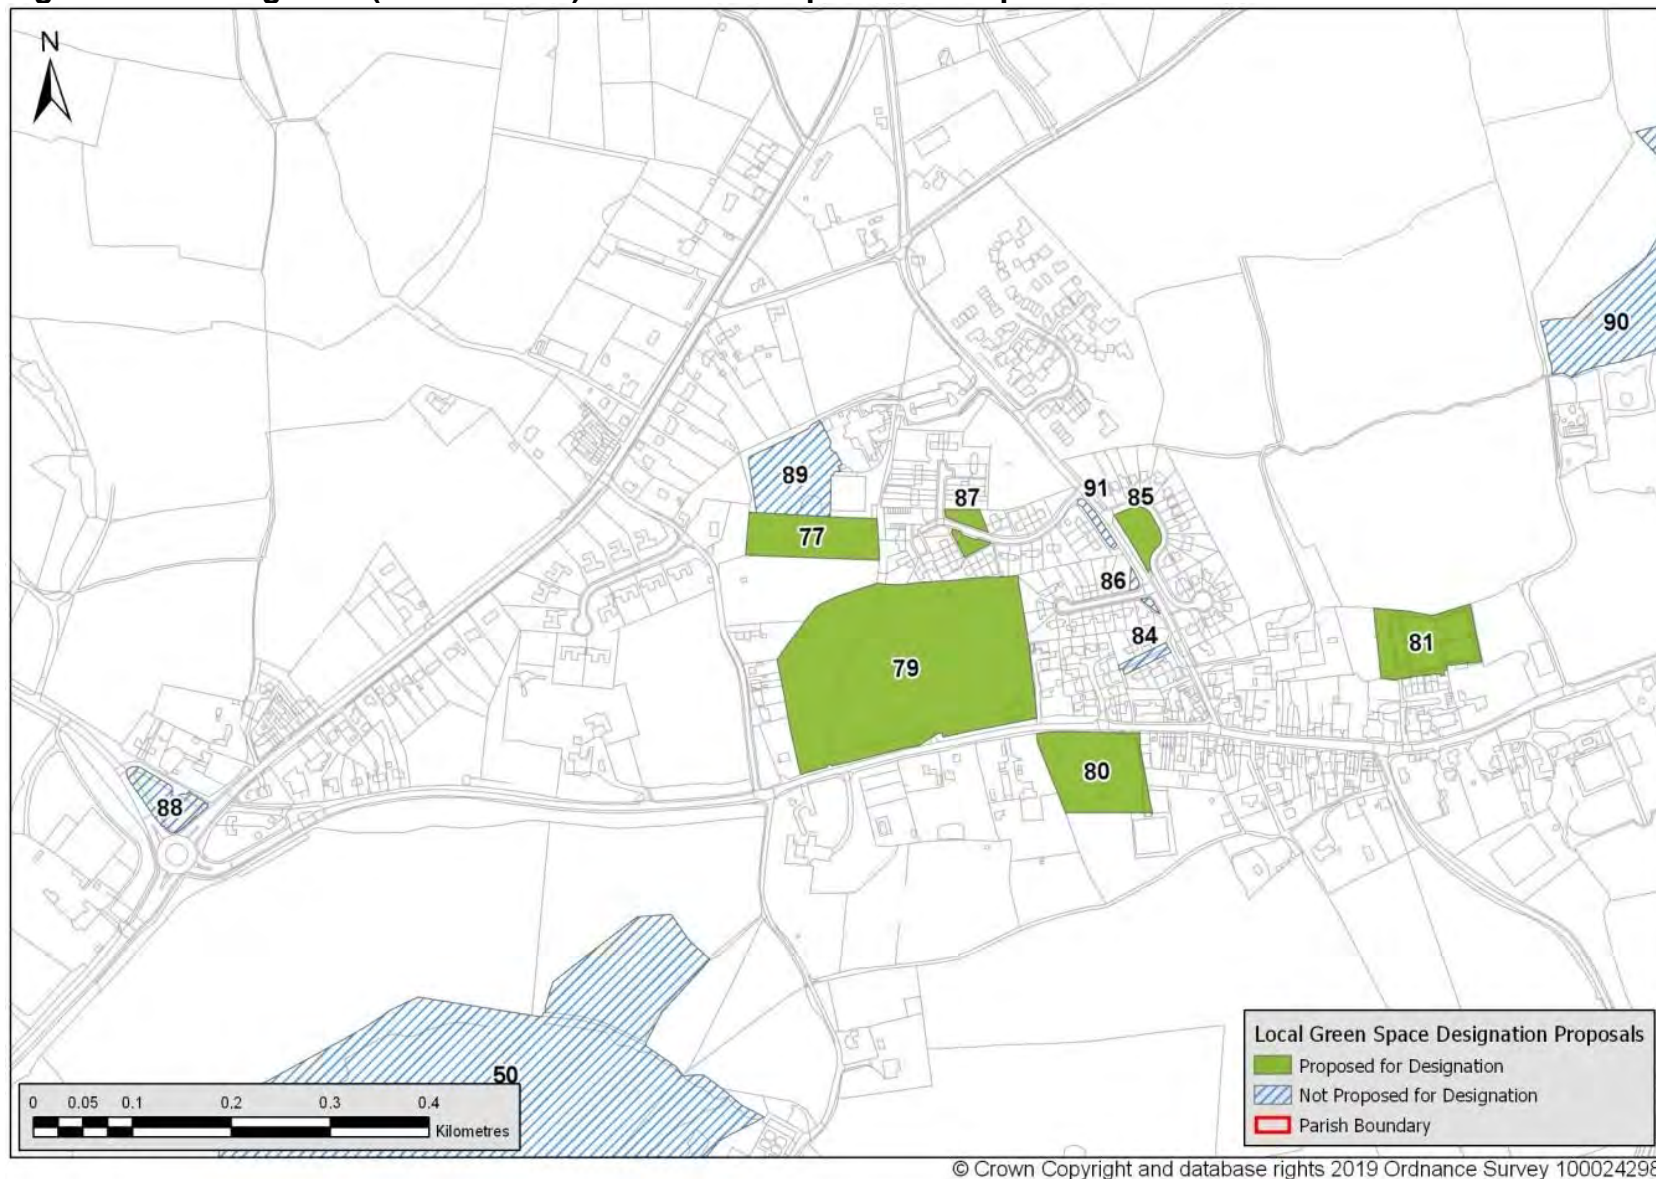 N
90
89
91
85
87
77
86
84
81
79
80
88
50
0 0.05 0.1 0.2 0.3 0.4
Kilometres
Local Green Space Designation Proposals
Proposed for Designation
Not Proposed for Designation
Parish Boundary
© Crown Copyright and database rights 2019 Ordnance Survey 100024298